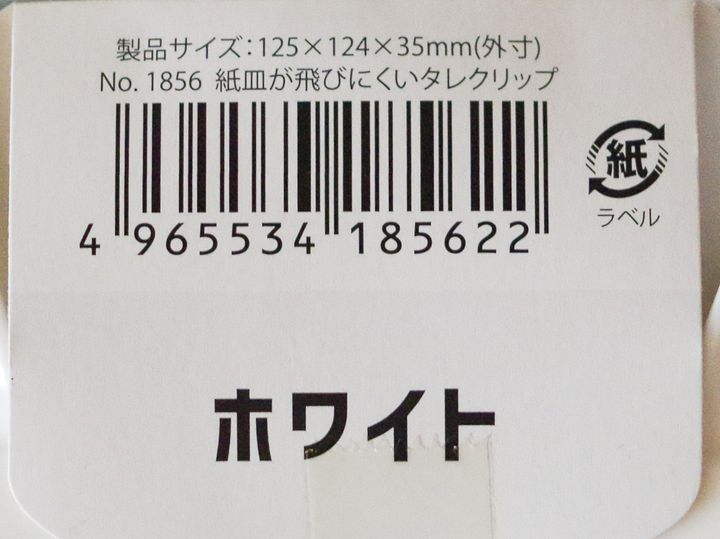 製品サイズ：125×124×35mm(外寸)
No. 1856 紙皿が飛びにくいタレクリップ
紙
ラベル
4 965534 185622
ホワイト